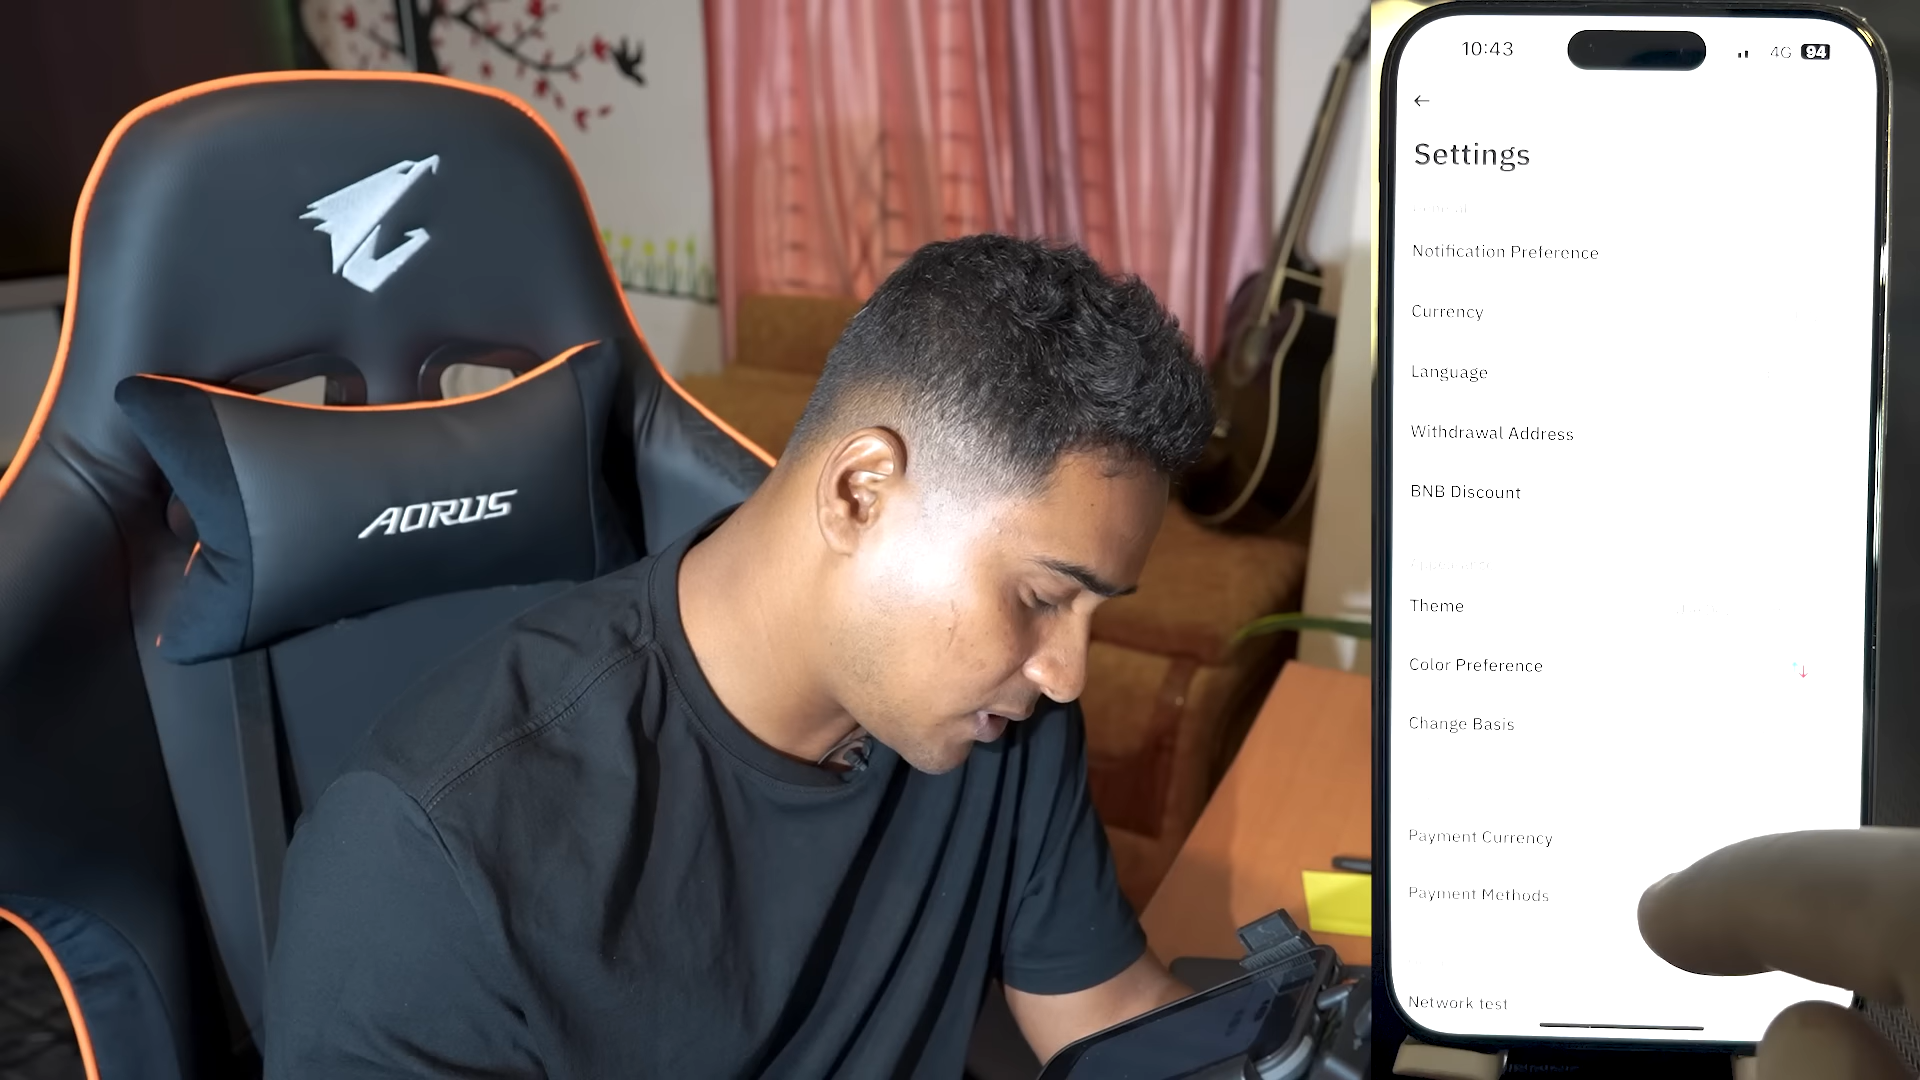 AORUS
10:43
4G 94
←
Settings
Notification Preference
Currency
Language
Withdrawal Address
BNB Discount
Theme
Color Preference
Change Basis
Payment Currency
Payment Methods
Network test